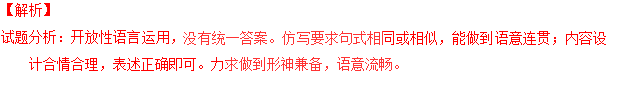 【解析】
试题分析：开放性语言运用，没有统一答案。仿写要求句式相同或相似，能做到语意连贯；内容设
计合情合理，表述正确即可。力求做到形神兼备，语意流畅。